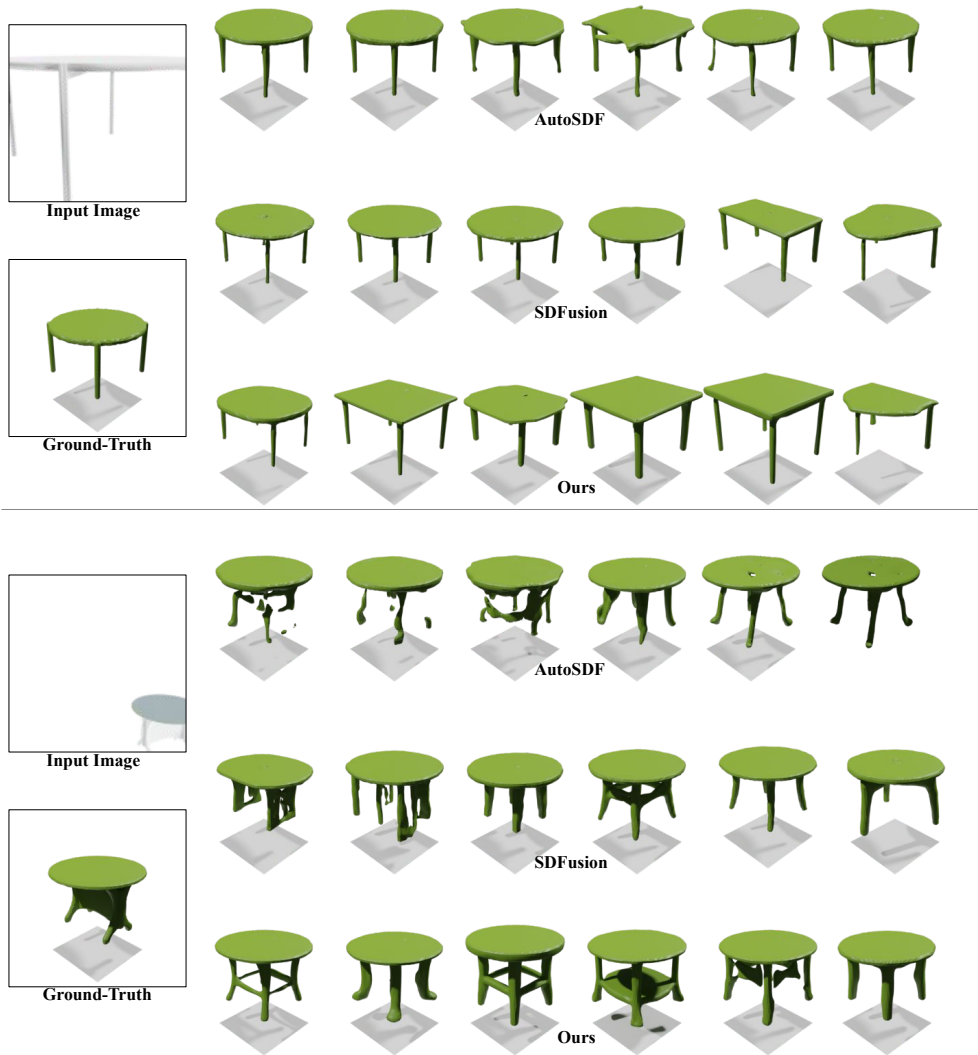 AutoSDF
Input Image
SDFusion
Ground-Truth
Ours
AutoSDF
Input Image
SDFusion
Ground-Truth
Ours